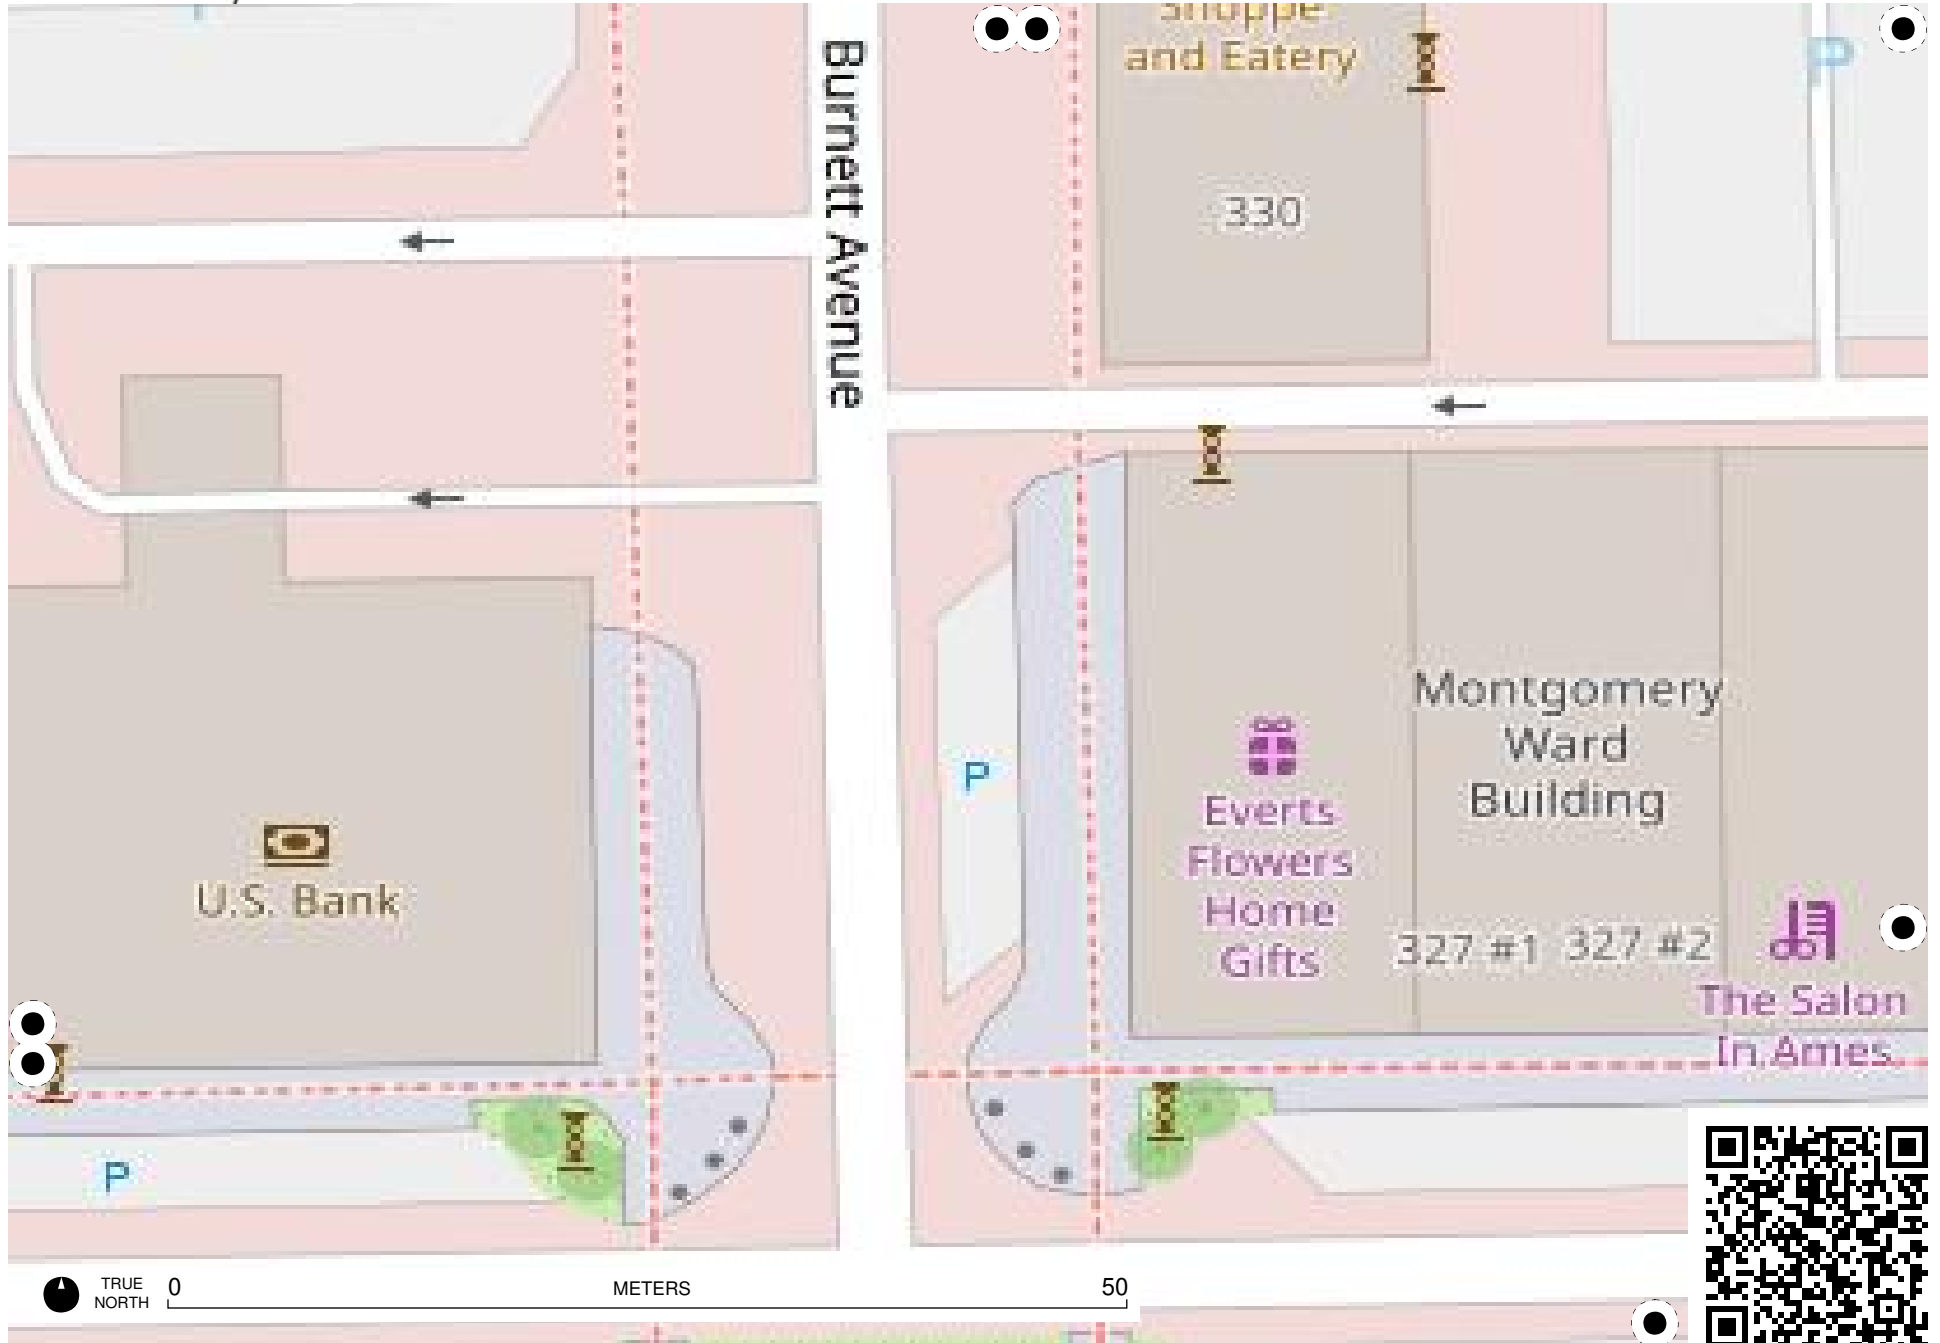 Shoppe
and Eatery
P
Burnett Avenue
330
Montgomery
Ward
Building
P
Everts
Flowers
Home
Gifts
U.S. Bank
327 #1
327 #2
The Salon
In Ames
P
TRUE
NORTH
0
METERS
50